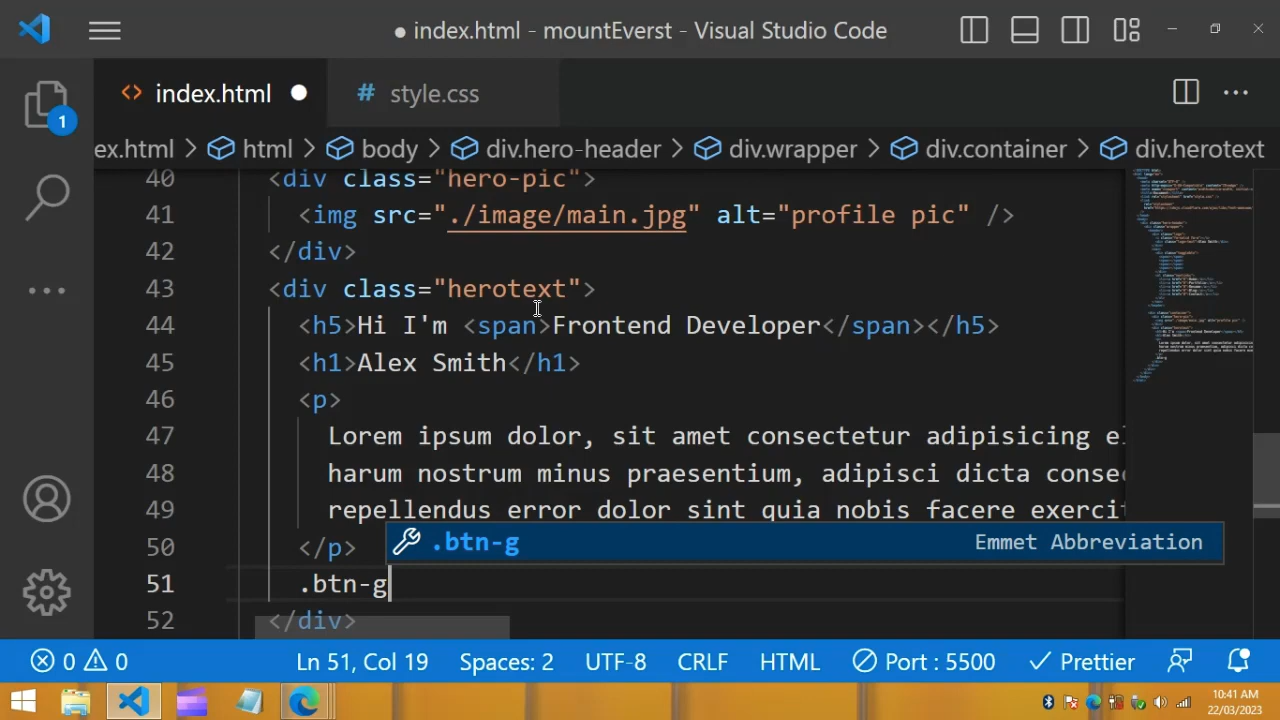 ● index.html - mountEverst - Visual Studio Code
<> index.html ● # style.css
1
ex.html > html > body > div.hero-header > div.wrapper > div.container > div.herotext
40 <div class="hero-pic">
41 <img src="./image/main.jpg" alt="profile pic" />
42 </div>
43 <div class="herotext">
44 <h5>Hi I'm <span>Frontend Developer</span></h5>
45 <h1>Alex Smith</h1>
46 <p>
47 Lorem ipsum dolor, sit amet consectetur adipisicing el
48 harum nostrum minus praesentium, adipisci dicta consec
49 repellendus error dolor sint quia nobis facere exercit
50 </p>
.btn-g Emmet Abbreviation
51 .btn-g
52 </div>
0 0 Ln 51, Col 19 Spaces: 2 UTF-8 CRLF HTML Port : 5500 Prettier
10:41 AM
22/03/2023